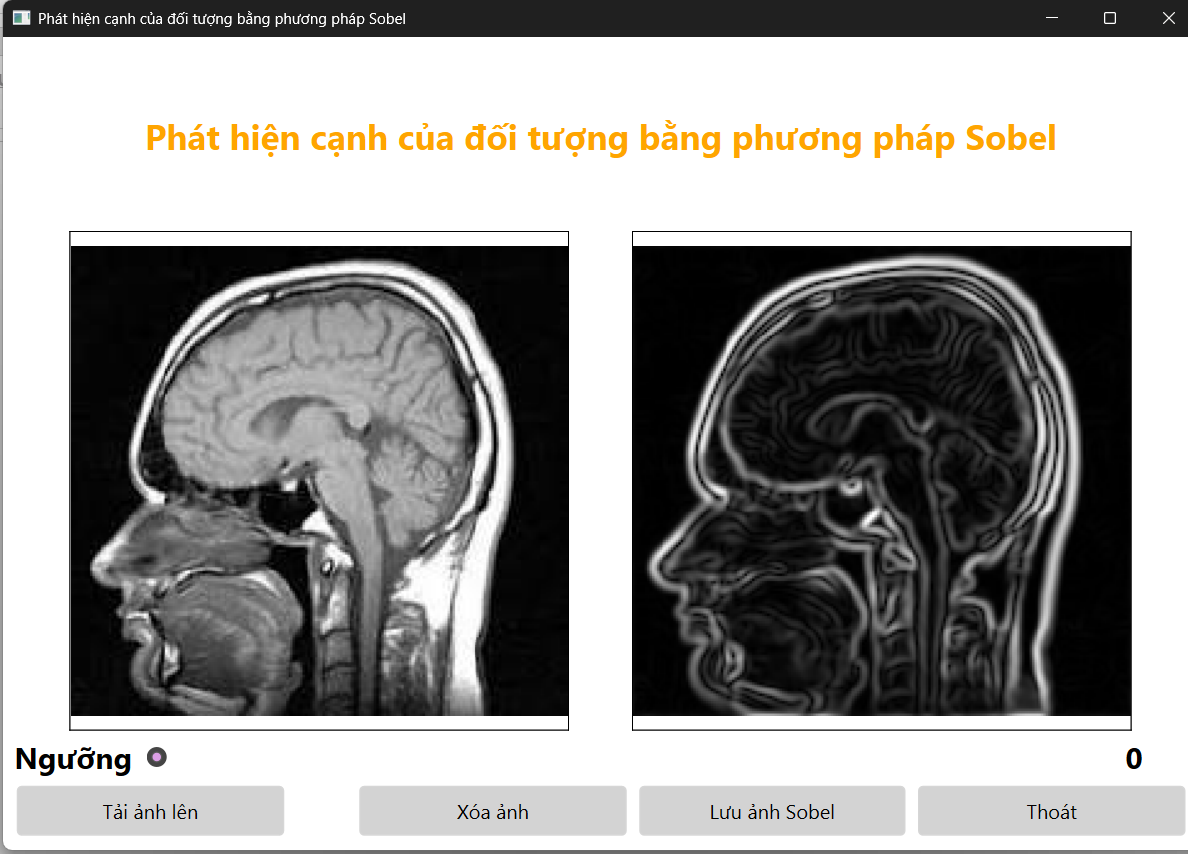 Phát hiện cạnh của đối tượng bằng phương pháp Sobel
Phát hiện cạnh của đối tượng bằng phương pháp Sobel
Ngưỡng 0
Tải ảnh lên Xóa ảnh Lưu ảnh Sobel Thoát